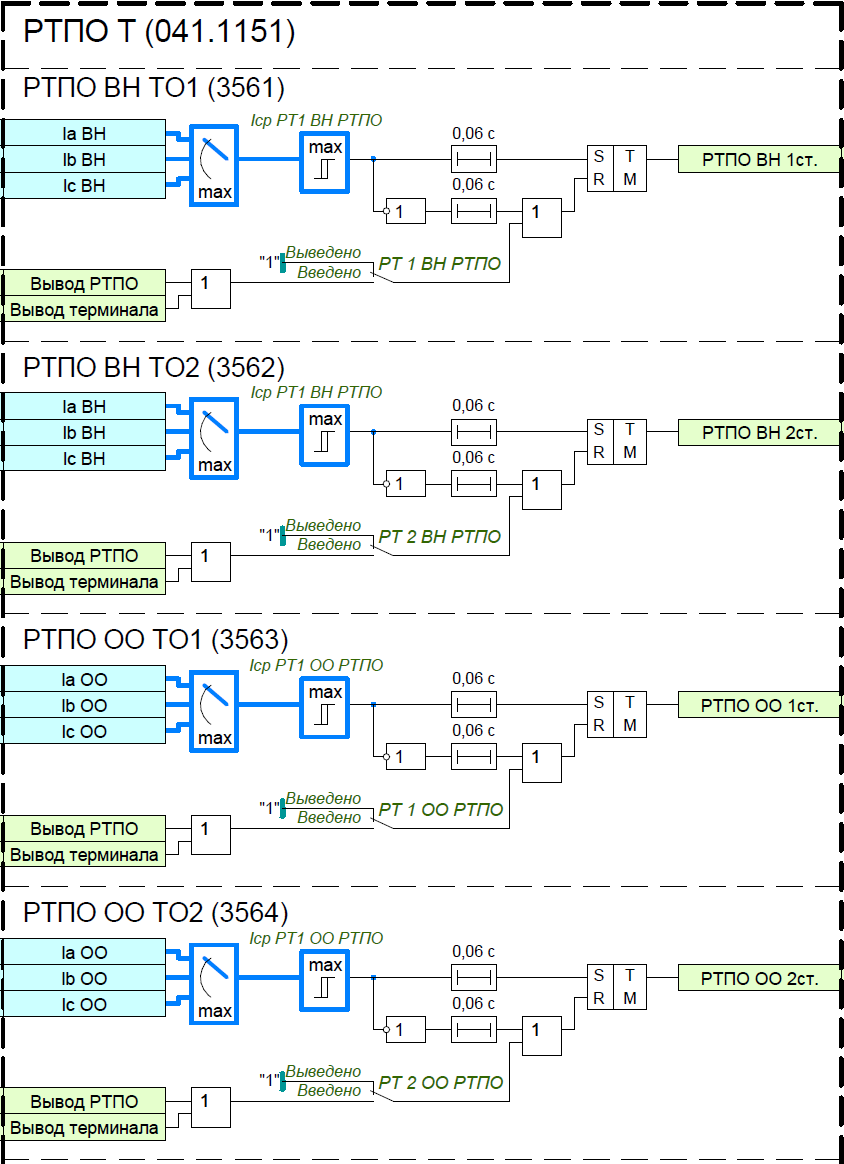 РТПО Т (041.1151)
РТПО ВН ТО1 (3561)
Iср РТ1 ВН РТПО
Ia ВН
Ib ВН
Ic ВН
max
max
0,06 с
0,06 с
1
1
S T
R M
РТПО ВН 1ст.
"1"
Выведено
Введено
РТ 1 ВН РТПО
Вывод РТПО
Вывод терминала
1
РТПО ВН ТО2 (3562)
Iср РТ1 ВН РТПО
Ia ВН
Ib ВН
Ic ВН
max
max
0,06 с
0,06 с
1
1
S T
R M
РТПО ВН 2ст.
"1"
Выведено
Введено
РТ 2 ВН РТПО
Вывод РТПО
Вывод терминала
1
РТПО ОО ТО1 (3563)
Iср РТ1 ОО РТПО
Ia ОО
Ib ОО
Ic ОО
max
max
0,06 с
0,06 с
1
1
S T
R M
РТПО ОО 1ст.
"1"
Выведено
Введено
РТ 1 ОО РТПО
Вывод РТПО
Вывод терминала
1
РТПО ОО ТО2 (3564)
Iср РТ1 ОО РТПО
Ia ОО
Ib ОО
Ic ОО
max
max
0,06 с
0,06 с
1
1
S T
R M
РТПО ОО 2ст.
"1"
Выведено
Введено
РТ 2 ОО РТПО
Вывод РТПО
Вывод терминала
1